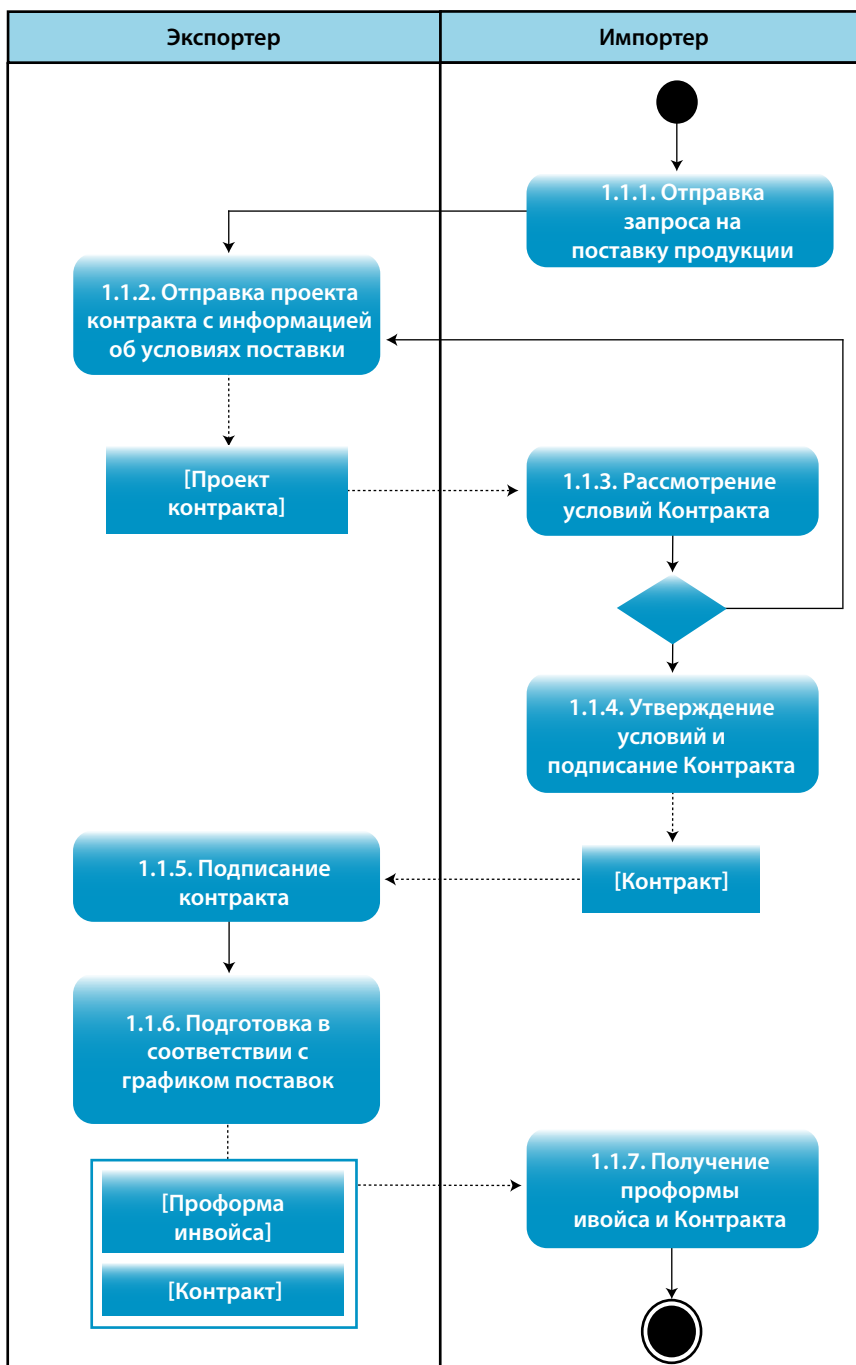 Экспортер
Импортер
1.1.1. Отправка
запроса на
поставку продукции
1.1.2. Отправка проекта
контракта с информацией
об условиях поставки
[Проект
контракта]
1.1.3. Рассмотрение
условий Контракта
1.1.4. Утверждение
условий и
подписание Контракта
[Контракт]
1.1.5. Подписание
контракта
1.1.6. Подготовка в
соответствии с
графиком поставок
[Проформа
инвойса]
[Контракт]
1.1.7. Получение
проформы
ивойса и Контракта